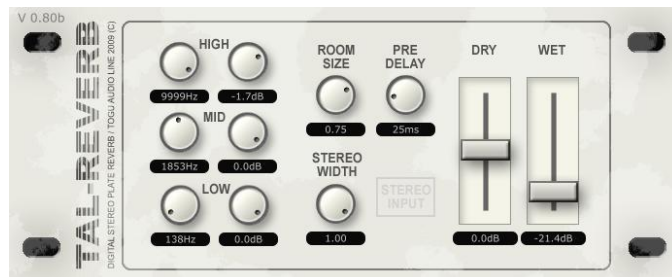 V 0.80b
TAL-REVERB
DIGITAL STEREO PLATE REVERB / TOGU AUDIO LINE 2009 (C)
HIGH
9999Hz
-1.7dB
MID
1853Hz
0.0dB
LOW
138Hz
0.0dB
ROOM
SIZE
0.75
PRE
DELAY
25ms
STEREO
WIDTH
1.00
STEREO
INPUT
DRY
0.0dB
WET
-21.4dB